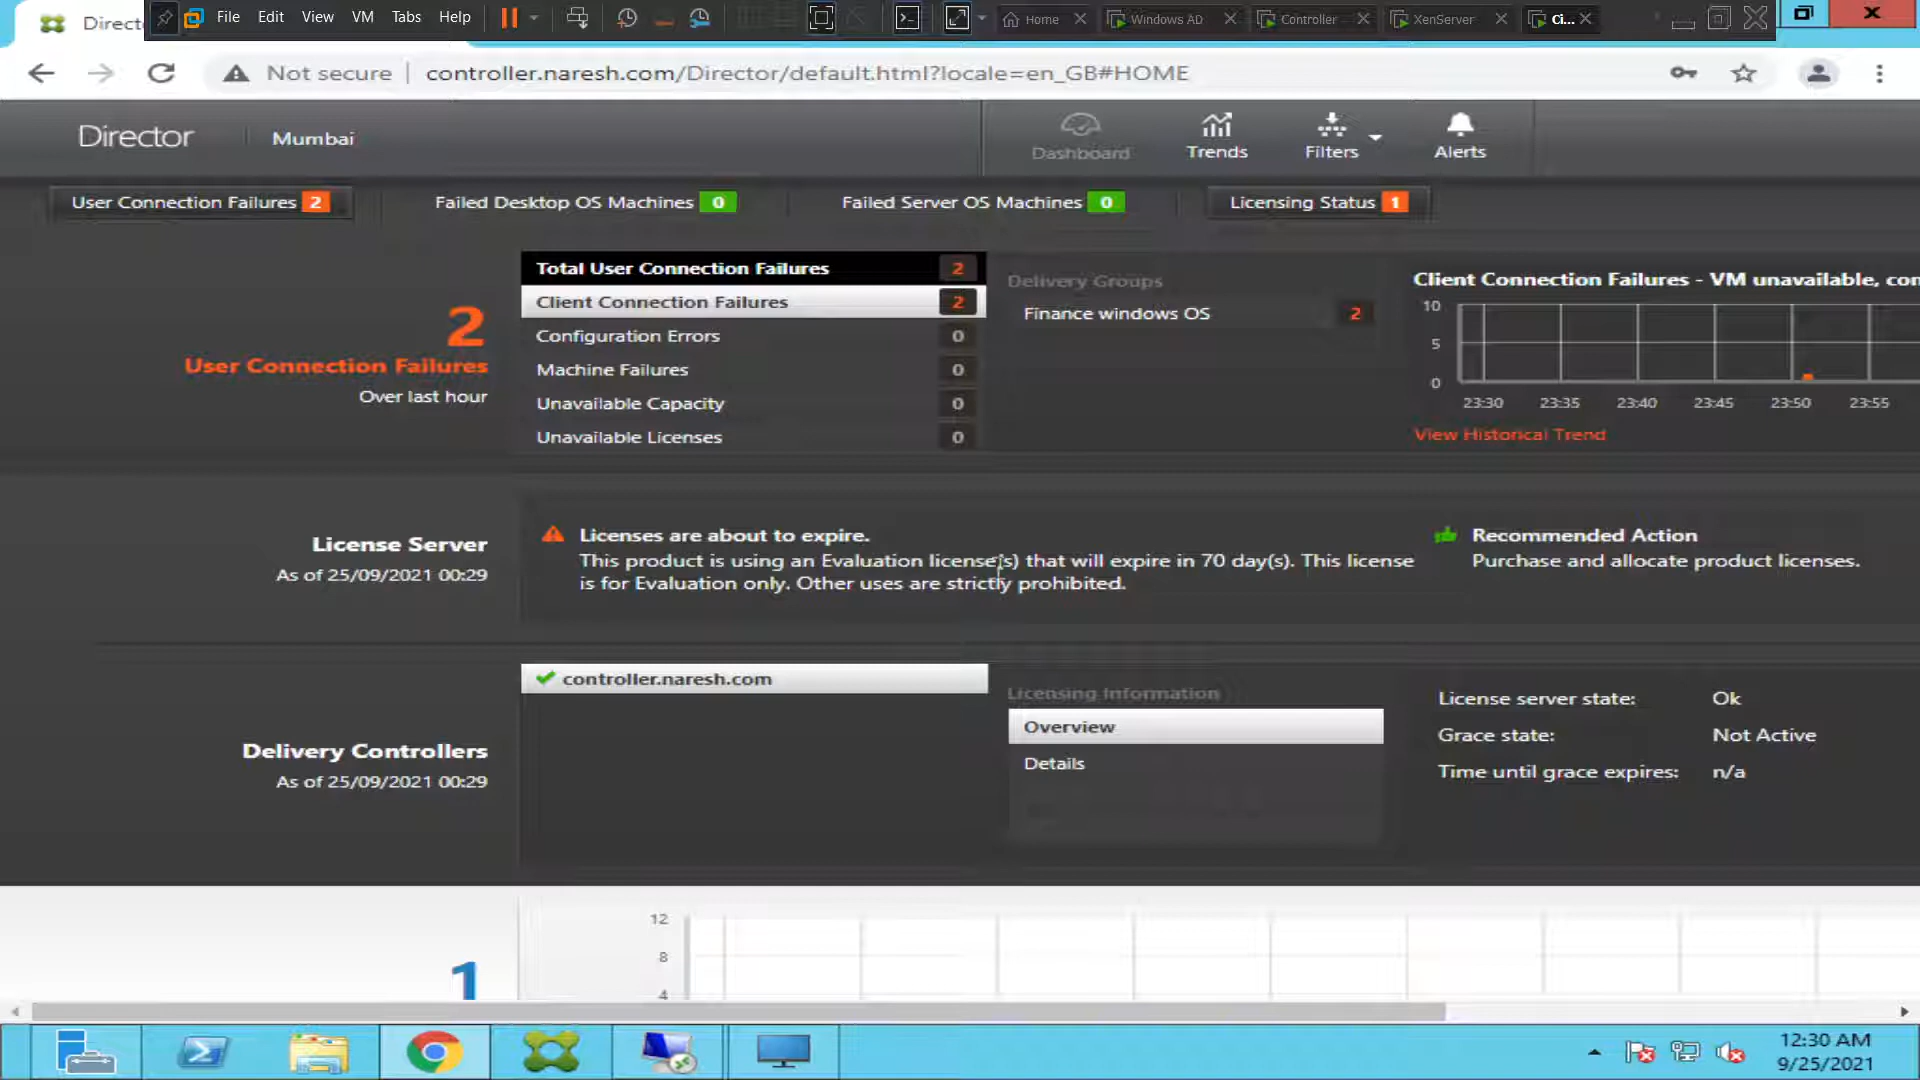 Direct
File Edit View VM Tabs Help
Home Windows AD Controller XenServer Ci...
Not secure controller.naresh.com/Director/default.html?locale=en_GB#HOME
Director Mumbai
Dashboard Trends Filters Alerts
User Connection Failures 2 Failed Desktop OS Machines 0 Failed Server OS Machines 0 Licensing Status 1
2
User Connection Failures
Over last hour
Total User Connection Failures 2
Client Connection Failures 2
Configuration Errors 0
Machine Failures 0
Unavailable Capacity 0
Unavailable Licenses 0
Delivery Groups
Finance windows OS 2
Client Connection Failures - VM unavailable, con
10
5
0
23:30 23:35 23:40 23:45 23:50 23:55
View Historical Trend
License Server
As of 25/09/2021 00:29
Licenses are about to expire.
This product is using an Evaluation license(s) that will expire in 70 day(s). This license
is for Evaluation only. Other uses are strictly prohibited.
Recommended Action
Purchase and allocate product licenses.
Delivery Controllers
As of 25/09/2021 00:29
controller.naresh.com
Licensing Information
Overview
Details
License server state: Ok
Grace state: Not Active
Time until grace expires: n/a
1
12
8
4
12:30 AM
9/25/2021